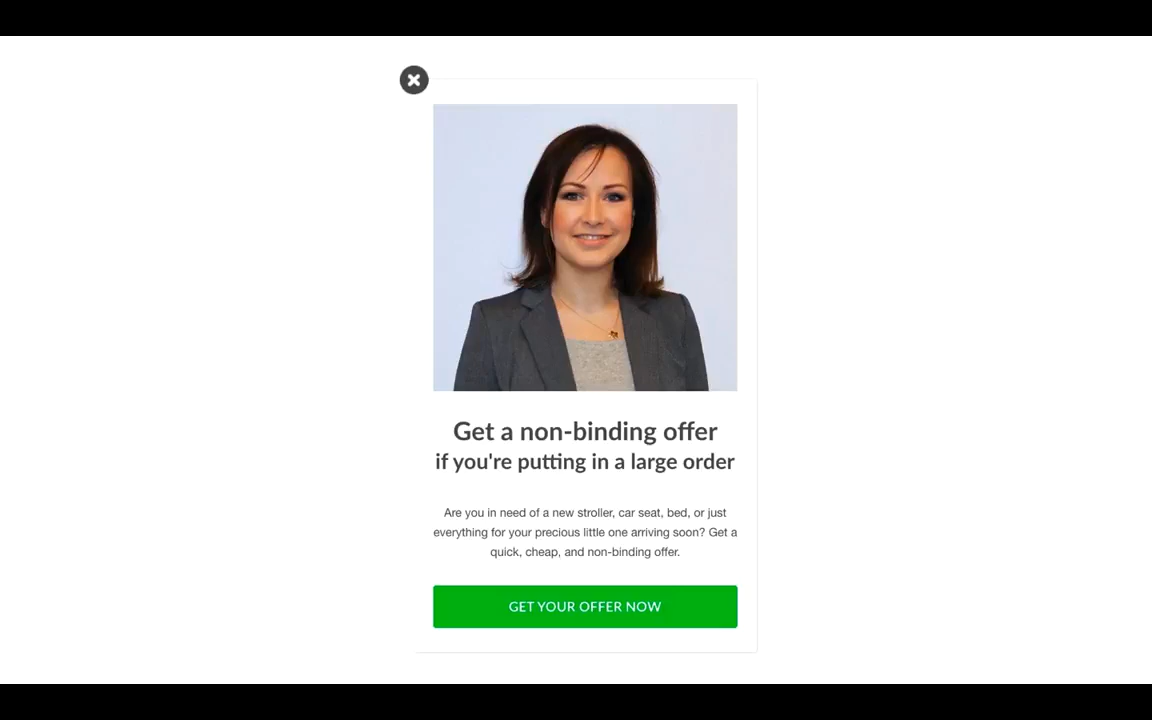 Get a non-binding offer
if you're putting in a large order
Are you in need of a new stroller, car seat, bed, or just
everything for your precious little one arriving soon? Get a
quick, cheap, and non-binding offer.
GET YOUR OFFER NOW